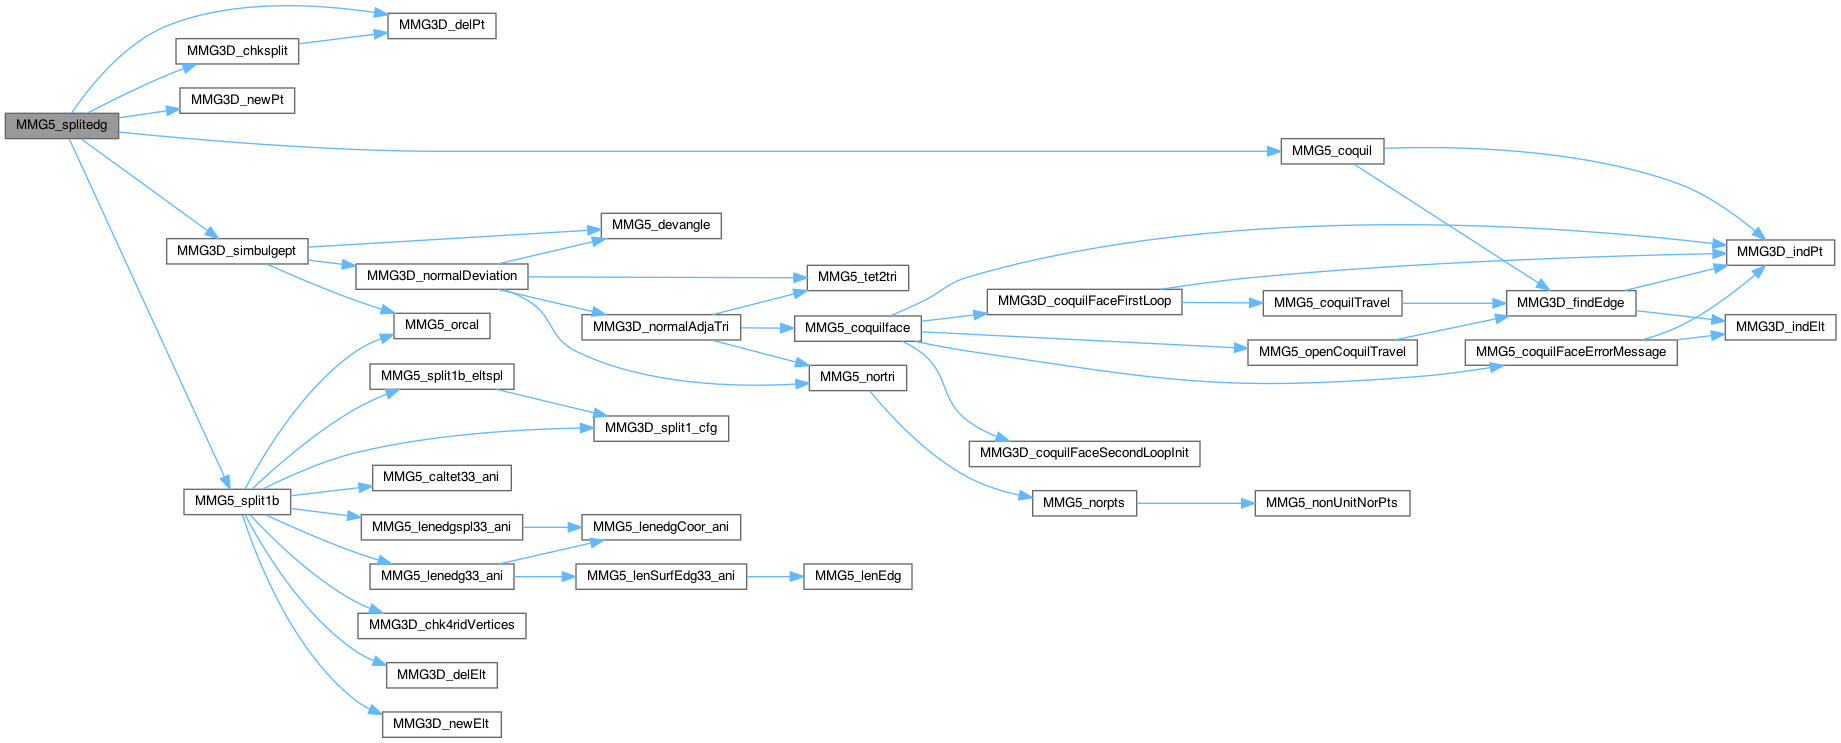 MMG3D_delPt
MMG3D_chksplit
MMG3D_newPt
MMG5_splitedg
MMG5_coquil
MMG5_devangle
MMG3D_simbulgept
MMG3D_indPt
MMG3D_normalDeviation
MMG5_tet2tri
MMG3D_coquilFaceFirstLoop
MMG5_coquilTravel
MMG3D_findEdge
MMG5_orcal
MMG3D_normalAdjaTri
MMG5_coquilface
MMG3D_indElt
MMG5_openCoquilTravel
MMG5_coquilFaceErrorMessage
MMG5_split1b_eltspl
MMG5_nortri
MMG3D_split1_cfg
MMG3D_coquilFaceSecondLoopInit
MMG5_caltet33_ani
MMG5_split1b
MMG5_norpts
MMG5_nonUnitNorPts
MMG5_lenedgspl33_ani
MMG5_lenedgCoor_ani
MMG5_lenedg33_ani
MMG5_lenSurfEdg33_ani
MMG5_lenEdg
MMG3D_chk4ridVertices
MMG3D_delElt
MMG3D_newElt